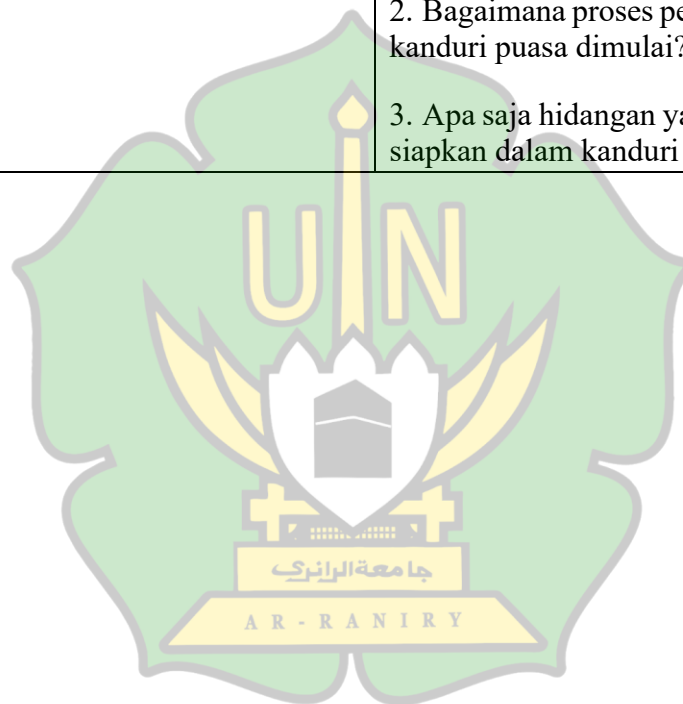 2. Bagaimana proses pe
kanduri puasa dimulai?
3. Apa saja hidangan ya
siapkan dalam kanduri
UIN
جامعة الرانري
AR-RANIRY